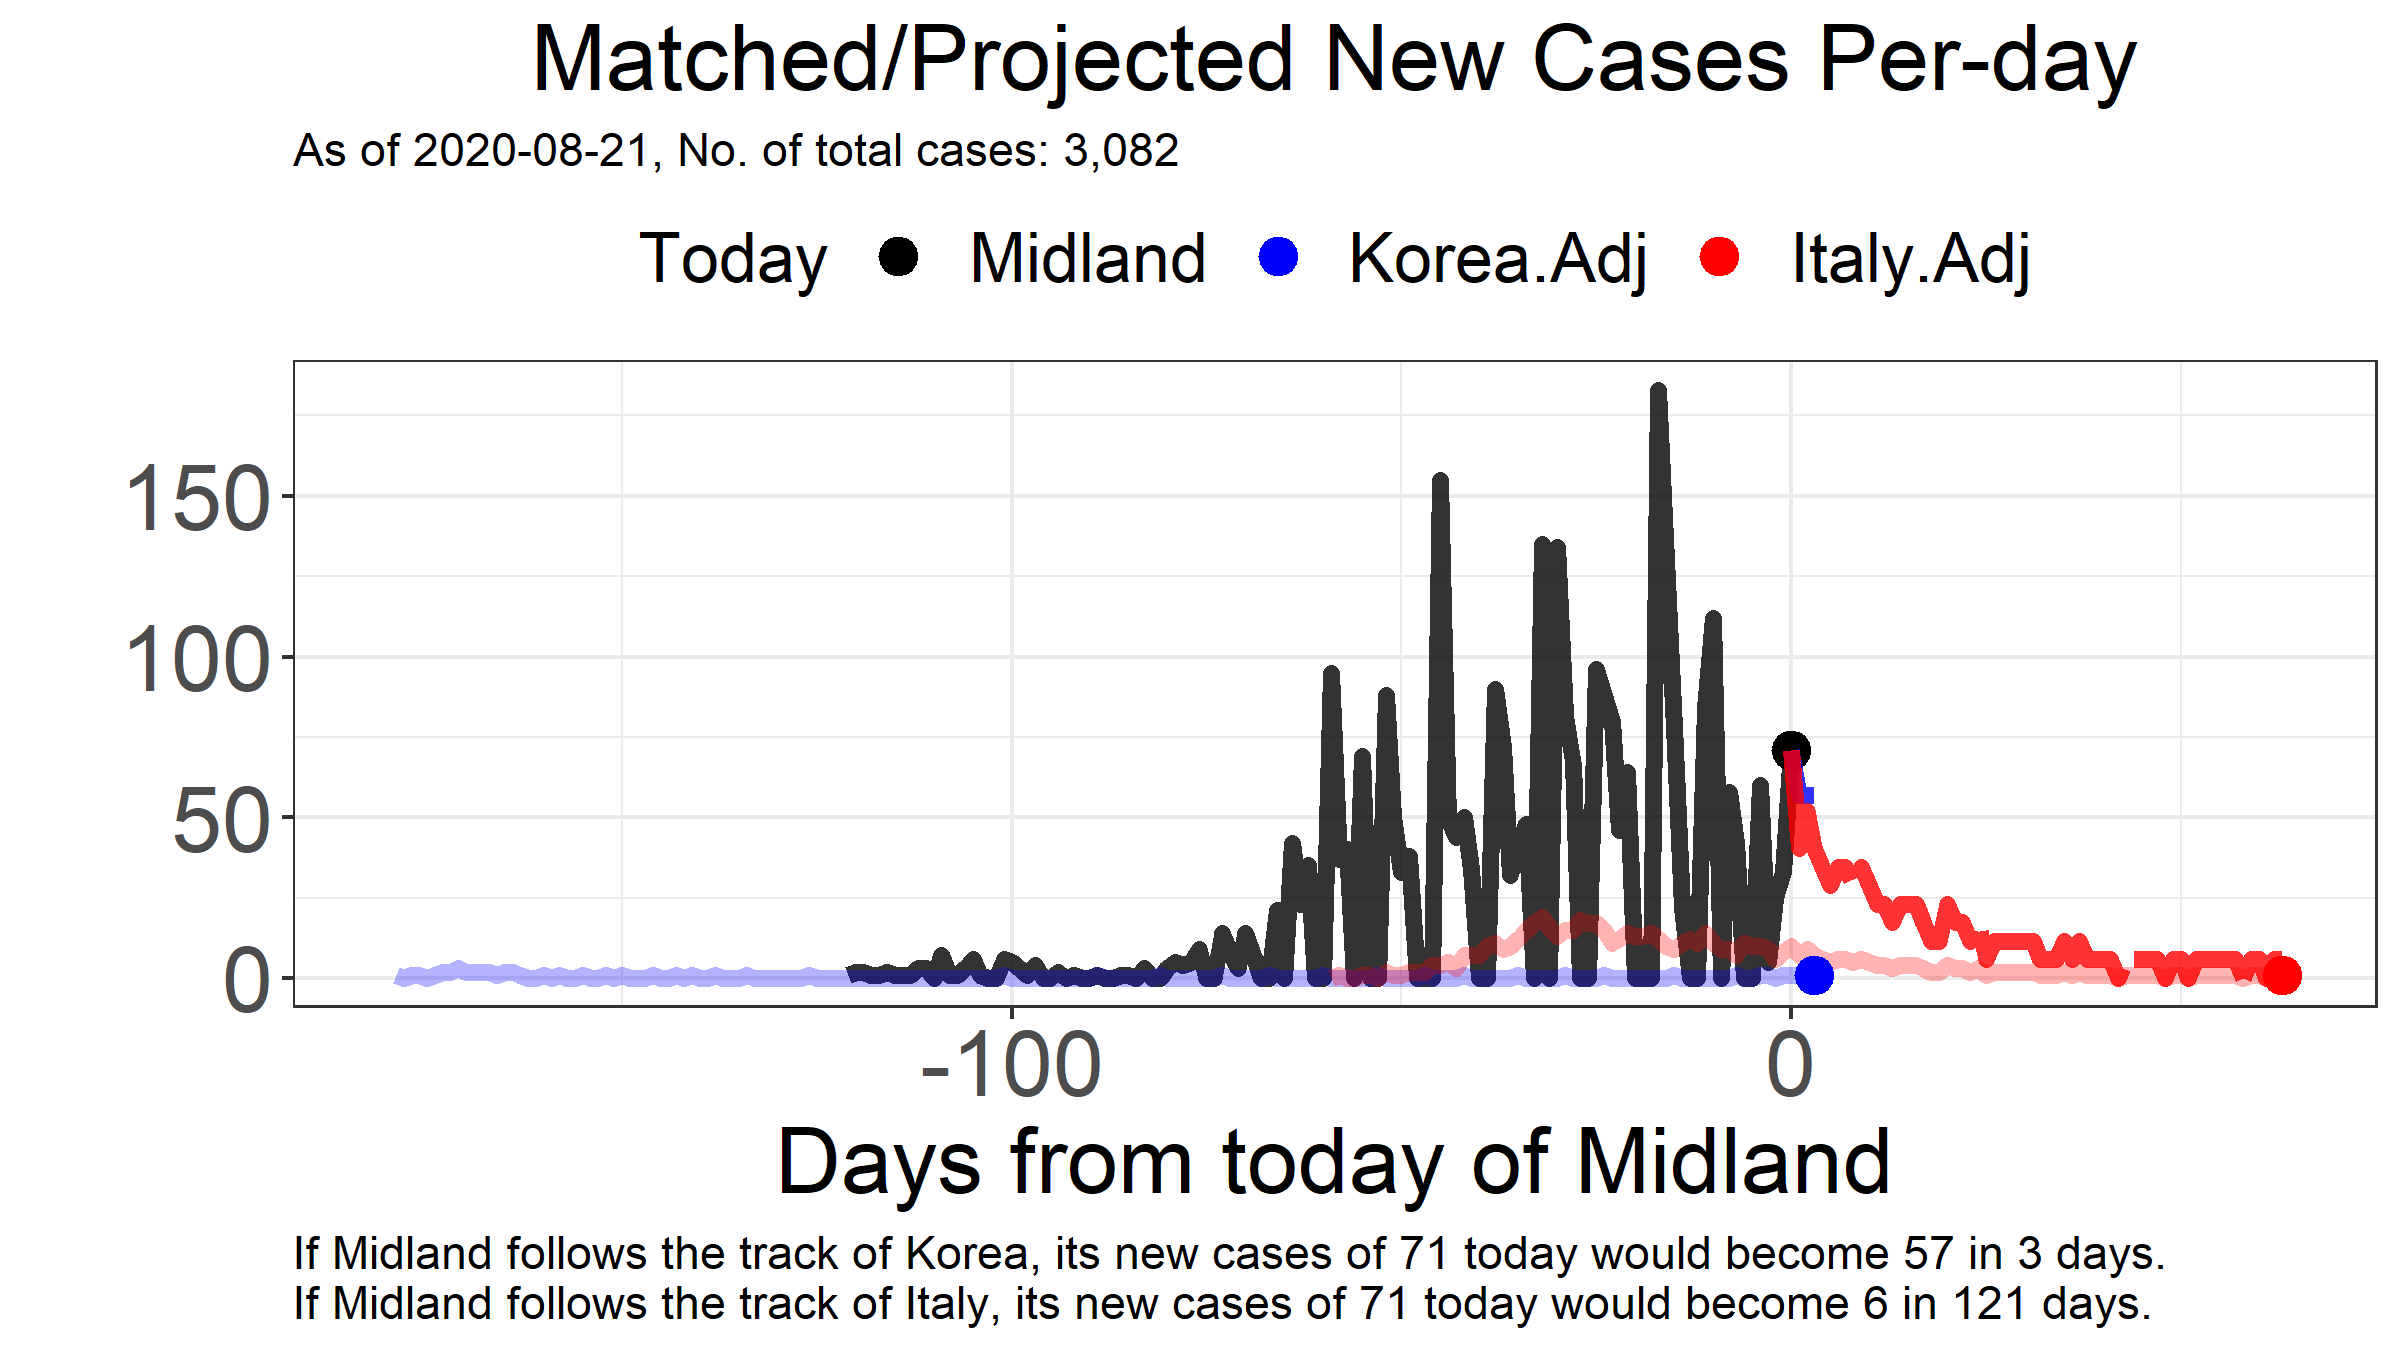 Matched/Projected New Cases Per-day
As of 2020-08-21, No. of total cases: 3,082
Today Midland Korea.Adj Italy.Adj
150
100
50
0
-100 0
Days from today of Midland
If Midland follows the track of Korea, its new cases of 71 today would become 57 in 3 days.
If Midland follows the track of Italy, its new cases of 71 today would become 6 in 121 days.